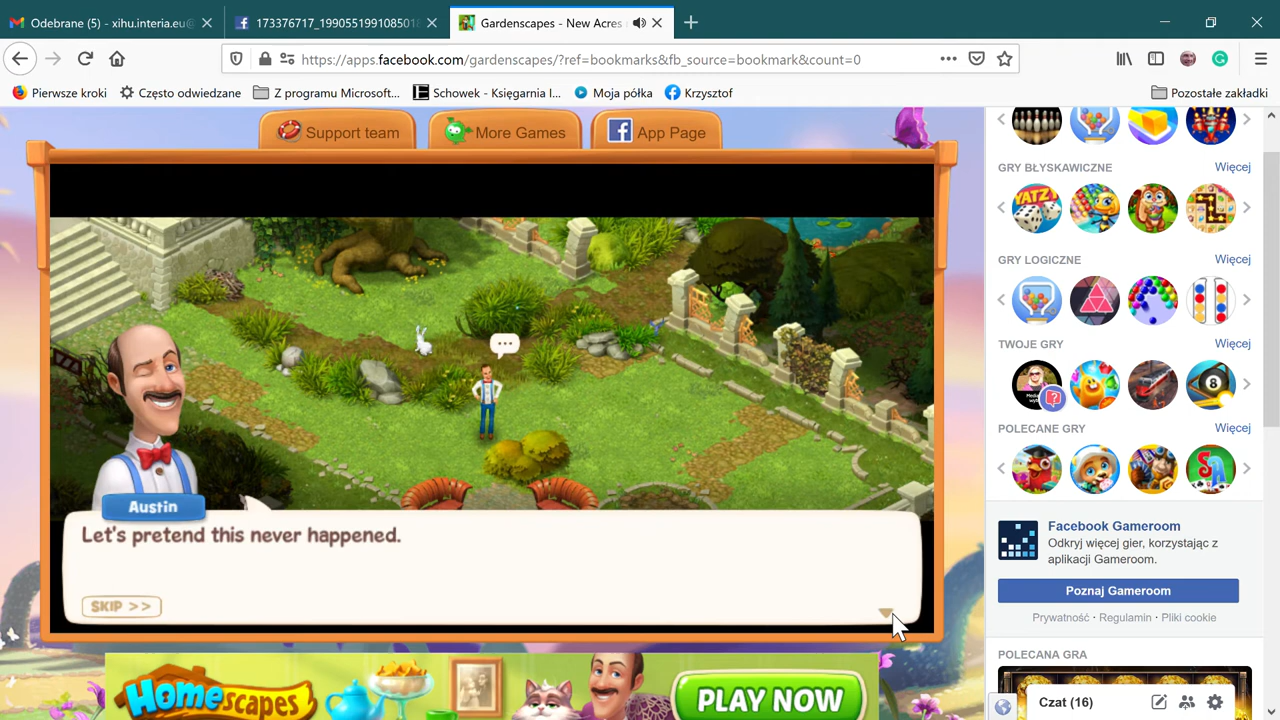 Odebrane (5) - xihu.interia.eu@
173376717_1990551991085018
Gardenscapes - New Acres
https://apps.facebook.com/gardenscapes/?ref=bookmarks&fb_source=bookmark&count=0
Pierwsze kroki
Często odwiedzane
Z programu Microsoft...
Schowek - Księgarnia I...
Moja półka
Krzysztof
Pozostałe zakładki
Support team
More Games
App Page
GRY BŁYSKAWICZNE
Więcej
YATZY
GRY LOGICZNE
Więcej
TWOJE GRY
Więcej
POLECANE GRY
Więcej
Austin
Let's pretend this never happened.
SKIP >>
Facebook Gameroom
Odkryj więcej gier, korzystając z
aplikacji Gameroom.
Poznaj Gameroom
Prywatność · Regulamin · Pliki cookie
POLECANA GRA
Homescapes
PLAY NOW
Czat (16)